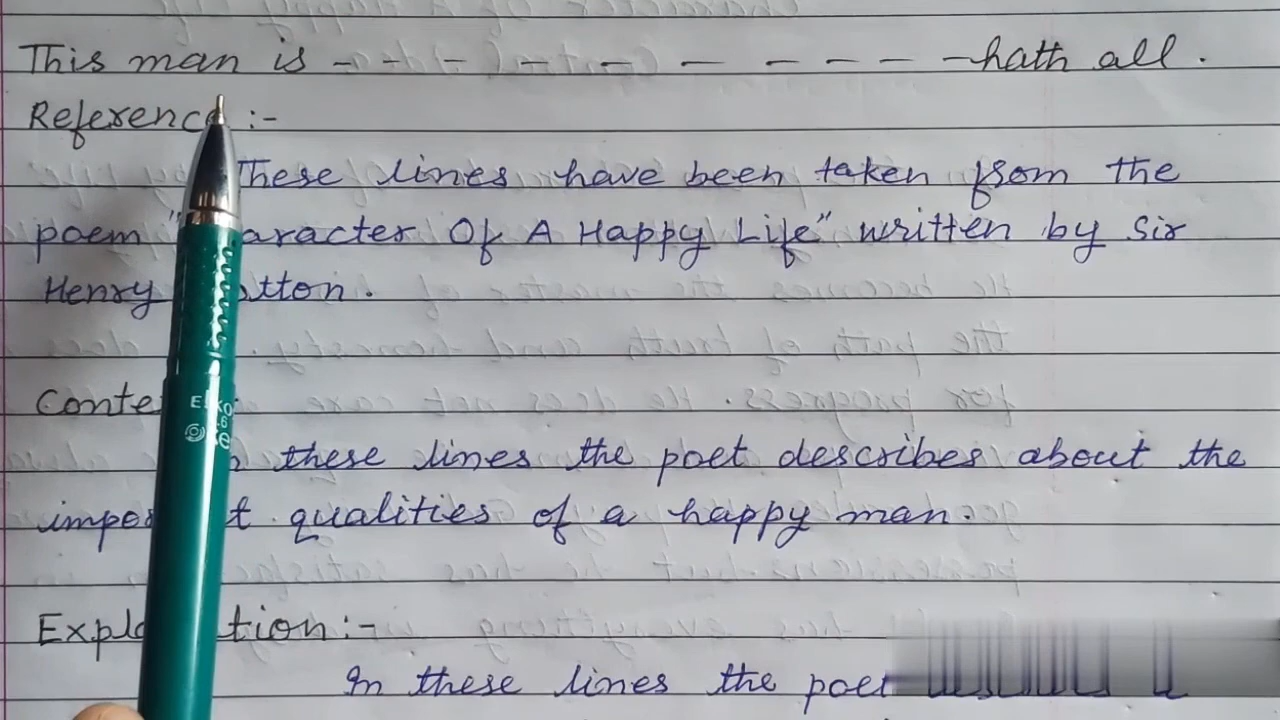 This man is - - - - - - - - - - hath all.
Reference :-
These lines have been taken from the
poem " aracter Of A Happy Life" written by Sir
Henry tton.
Conte
these lines the poet describes about the
impo t qualities of a happy man.
Expla tion :-
In these lines the poet